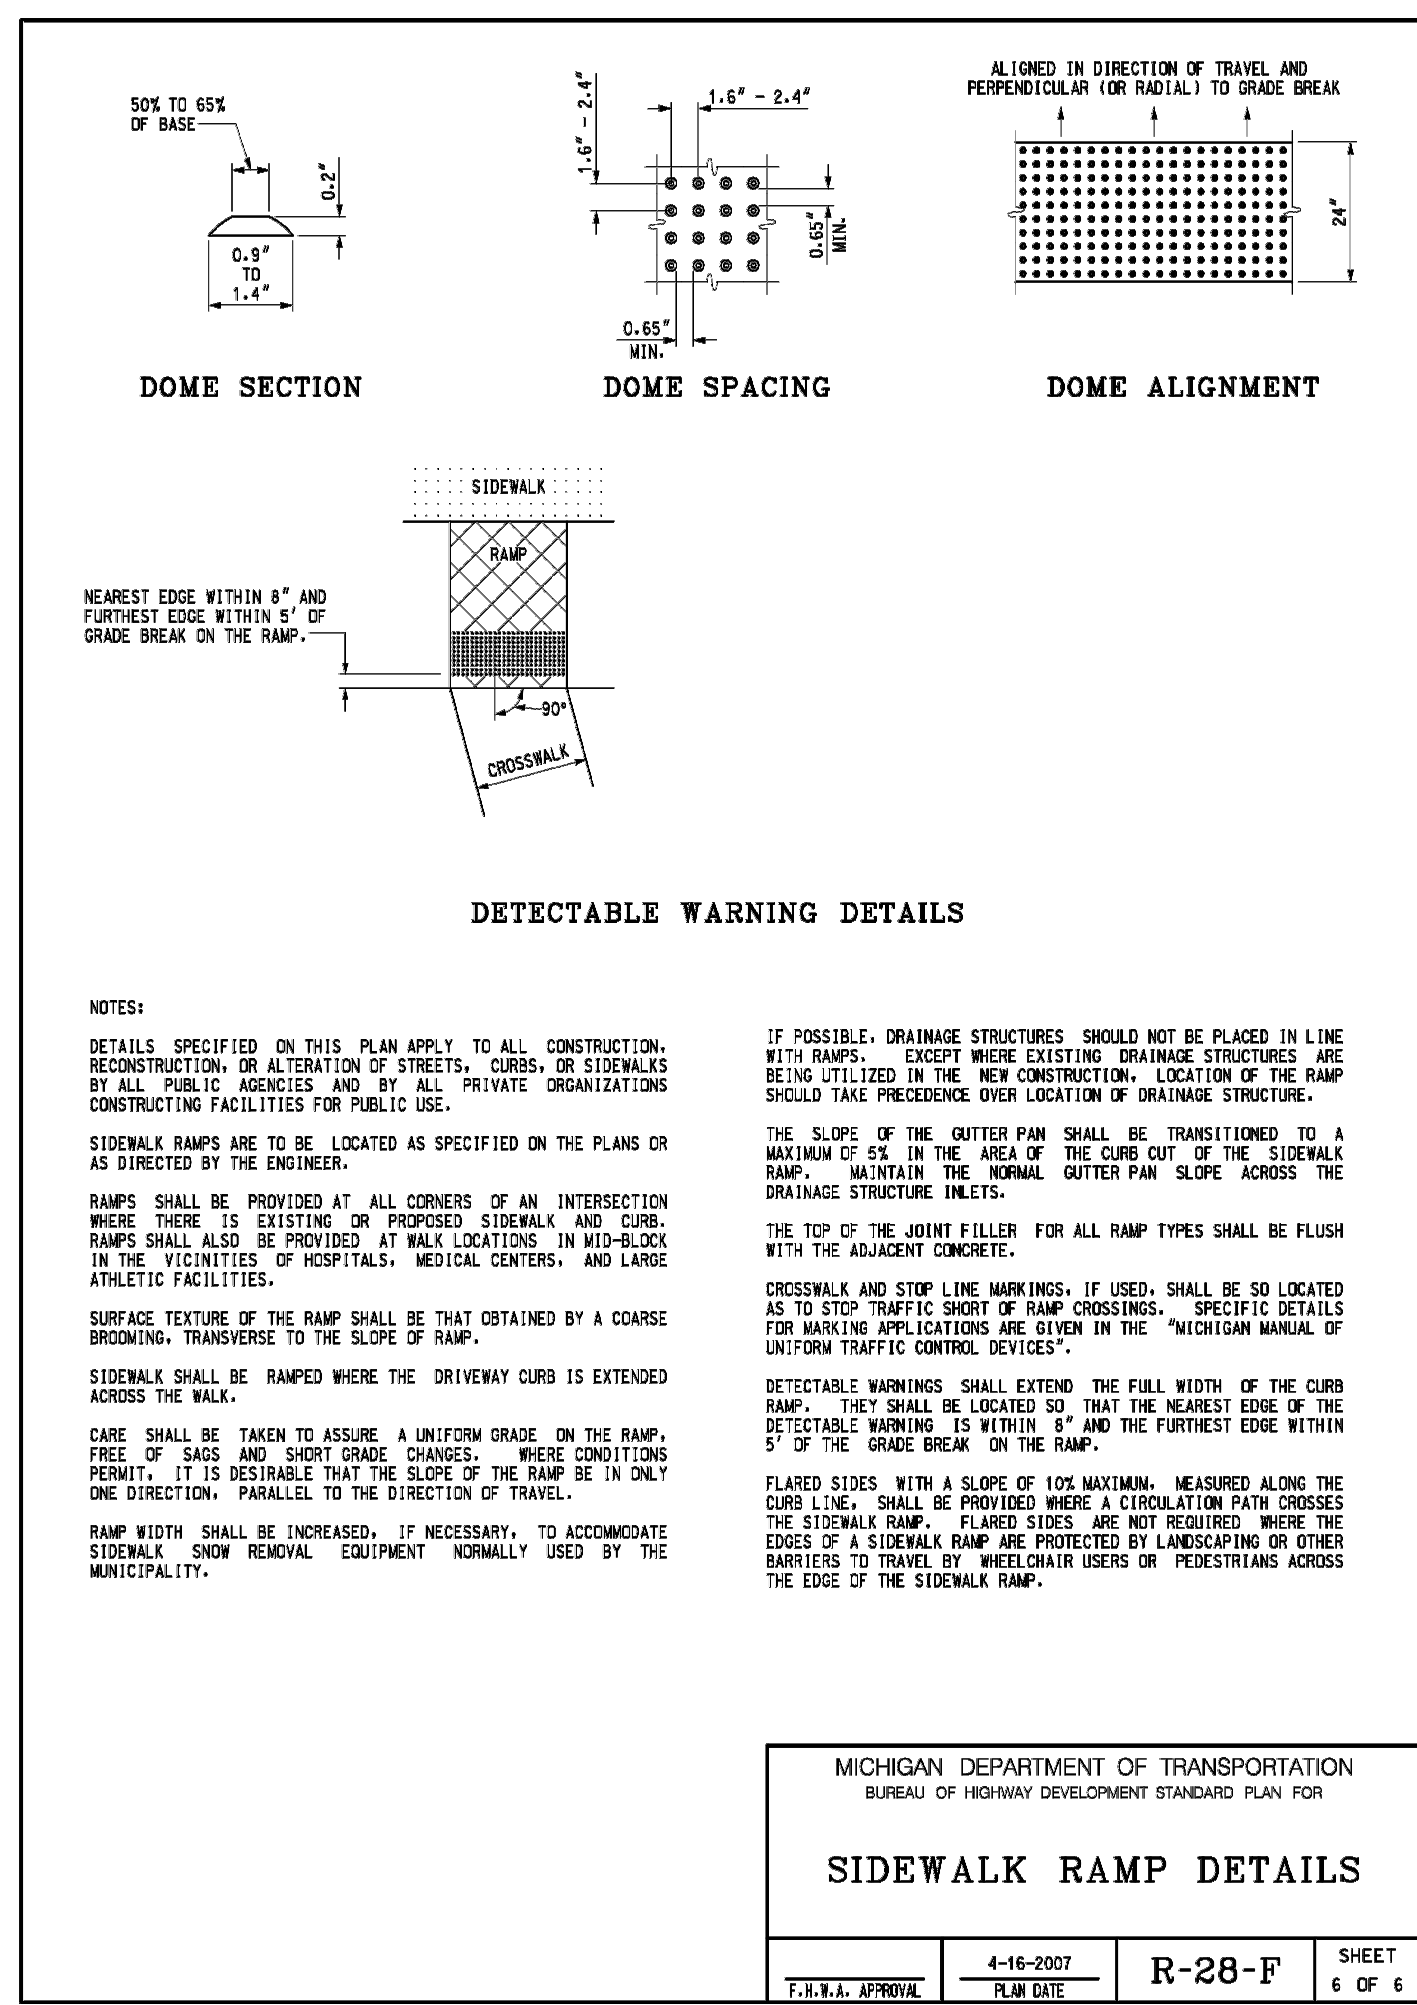 50% TO 65%
OF BASE
0.2"
0.9"
TO
1.4"
DOME SECTION
1.6" - 2.4"
1.6" - 2.4"
0.65"
MIN.
0.65"
MIN.
DOME SPACING
ALIGNED IN DIRECTION OF TRAVEL AND
PERPENDICULAR (OR RADIAL) TO GRADE BREAK
24"
DOME ALIGNMENT
SIDEWALK
RAMP
NEAREST EDGE WITHIN 8" AND
FURTHEST EDGE WITHIN 5' OF
GRADE BREAK ON THE RAMP.
90°
CROSSWALK
DETECTABLE WARNING DETAILS
NOTES:
DETAILS SPECIFIED ON THIS PLAN APPLY TO ALL CONSTRUCTION,
RECONSTRUCTION, OR ALTERATION OF STREETS, CURBS, OR SIDEWALKS
BY ALL PUBLIC AGENCIES AND BY ALL PRIVATE ORGANIZATIONS
CONSTRUCTING FACILITIES FOR PUBLIC USE.
SIDEWALK RAMPS ARE TO BE LOCATED AS SPECIFIED ON THE PLANS OR
AS DIRECTED BY THE ENGINEER.
RAMPS SHALL BE PROVIDED AT ALL CORNERS OF AN INTERSECTION
WHERE THERE IS EXISTING OR PROPOSED SIDEWALK AND CURB.
RAMPS SHALL ALSO BE PROVIDED AT WALK LOCATIONS IN MID-BLOCK
IN THE VICINITIES OF HOSPITALS, MEDICAL CENTERS, AND LARGE
ATHLETIC FACILITIES.
SURFACE TEXTURE OF THE RAMP SHALL BE THAT OBTAINED BY A COARSE
BROOMING, TRANSVERSE TO THE SLOPE OF RAMP.
SIDEWALK SHALL BE RAMPED WHERE THE DRIVEWAY CURB IS EXTENDED
ACROSS THE WALK.
CARE SHALL BE TAKEN TO ASSURE A UNIFORM GRADE ON THE RAMP,
FREE OF SAGS AND SHORT GRADE CHANGES. WHERE CONDITIONS
PERMIT, IT IS DESIRABLE THAT THE SLOPE OF THE RAMP BE IN ONLY
ONE DIRECTION, PARALLEL TO THE DIRECTION OF TRAVEL.
RAMP WIDTH SHALL BE INCREASED, IF NECESSARY, TO ACCOMMODATE
SIDEWALK SNOW REMOVAL EQUIPMENT NORMALLY USED BY THE
MUNICIPALITY.
IF POSSIBLE, DRAINAGE STRUCTURES SHOULD NOT BE PLACED IN LINE
WITH RAMPS. EXCEPT WHERE EXISTING DRAINAGE STRUCTURES ARE
BEING UTILIZED IN THE NEW CONSTRUCTION, LOCATION OF THE RAMP
SHOULD TAKE PRECEDENCE OVER LOCATION OF DRAINAGE STRUCTURE.
THE SLOPE OF THE GUTTER PAN SHALL BE TRANSITIONED TO A
MAXIMUM OF 5% IN THE AREA OF THE CURB CUT OF THE SIDEWALK
RAMP. MAINTAIN THE NORMAL GUTTER PAN SLOPE ACROSS THE
DRAINAGE STRUCTURE INLETS.
THE TOP OF THE JOINT FILLER FOR ALL RAMP TYPES SHALL BE FLUSH
WITH THE ADJACENT CONCRETE.
CROSSWALK AND STOP LINE MARKINGS, IF USED, SHALL BE SO LOCATED
AS TO STOP TRAFFIC SHORT OF RAMP CROSSINGS. SPECIFIC DETAILS
FOR MARKING APPLICATIONS ARE GIVEN IN THE "MICHIGAN MANUAL OF
UNIFORM TRAFFIC CONTROL DEVICES".
DETECTABLE WARNINGS SHALL EXTEND THE FULL WIDTH OF THE CURB
RAMP. THEY SHALL BE LOCATED SO THAT THE NEAREST EDGE OF THE
DETECTABLE WARNING IS WITHIN 8" AND THE FURTHEST EDGE WITHIN
5' OF THE GRADE BREAK ON THE RAMP.
FLARED SIDES WITH A SLOPE OF 10% MAXIMUM, MEASURED ALONG THE
CURB LINE, SHALL BE PROVIDED WHERE A CIRCULATION PATH CROSSES
THE SIDEWALK RAMP. FLARED SIDES ARE NOT REQUIRED WHERE THE
EDGES OF A SIDEWALK RAMP ARE PROTECTED BY LANDSCAPING OR OTHER
BARRIERS TO TRAVEL BY WHEELCHAIR USERS OR PEDESTRIANS ACROSS
THE EDGE OF THE SIDEWALK RAMP.
MICHIGAN DEPARTMENT OF TRANSPORTATION
BUREAU OF HIGHWAY DEVELOPMENT STANDARD PLAN FOR
SIDEWALK RAMP DETAILS
F.H.W.A. APPROVAL
4-16-2007
PLAN DATE
R-28-F
SHEET
6 OF 6